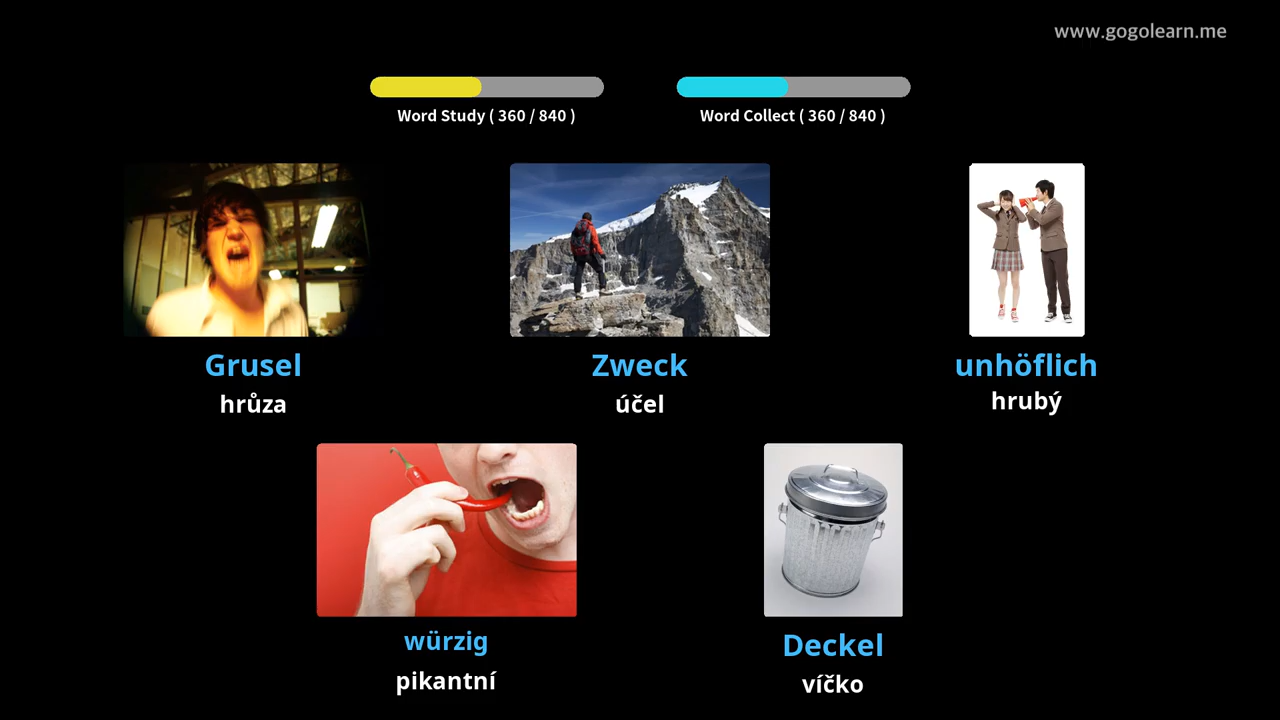 www.gogolearn.me
Word Study ( 360 / 840 )
Word Collect ( 360 / 840 )
Grusel
hrůza
Zweck
účel
unhöflich
hrubý
würzig
pikantní
Deckel
víčko